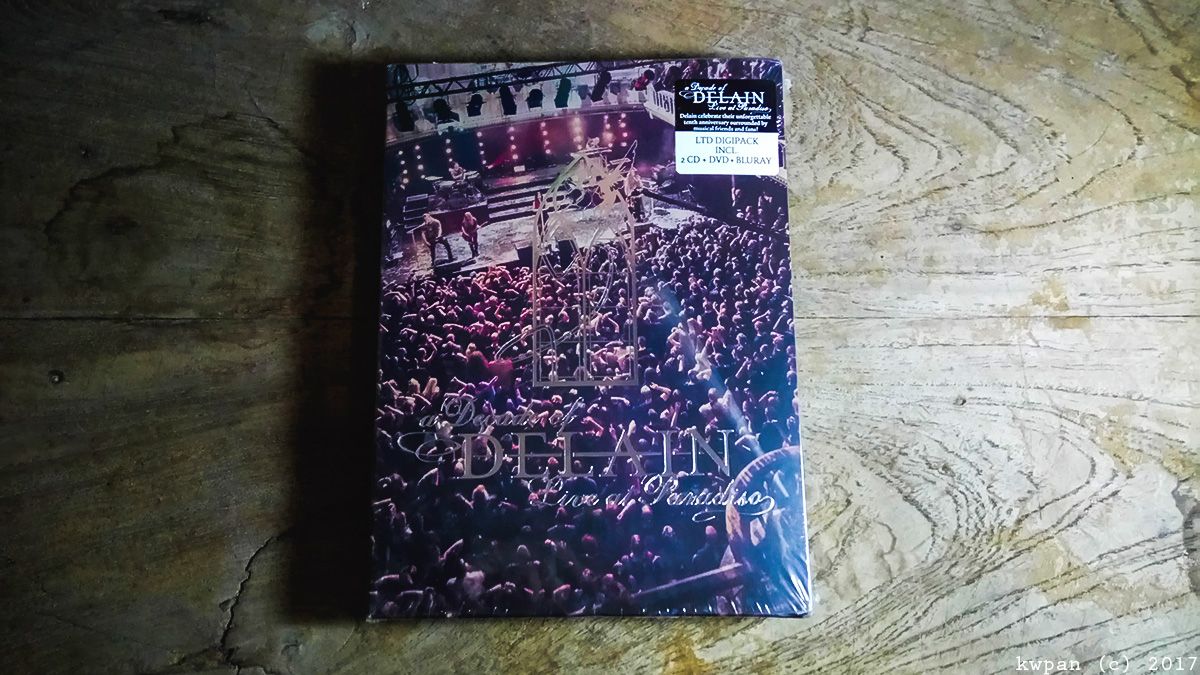 a Decade of
DELAIN
Live at Paradiso
Delain celebrate their unforgettable
tenth anniversary surrounded by
musical friends and fans!
LTD DIGIPACK
INCL.
2 CD • DVD • BLURAY
a Decade of
DELAIN
Live at Paradiso
kwpan (c) 2017